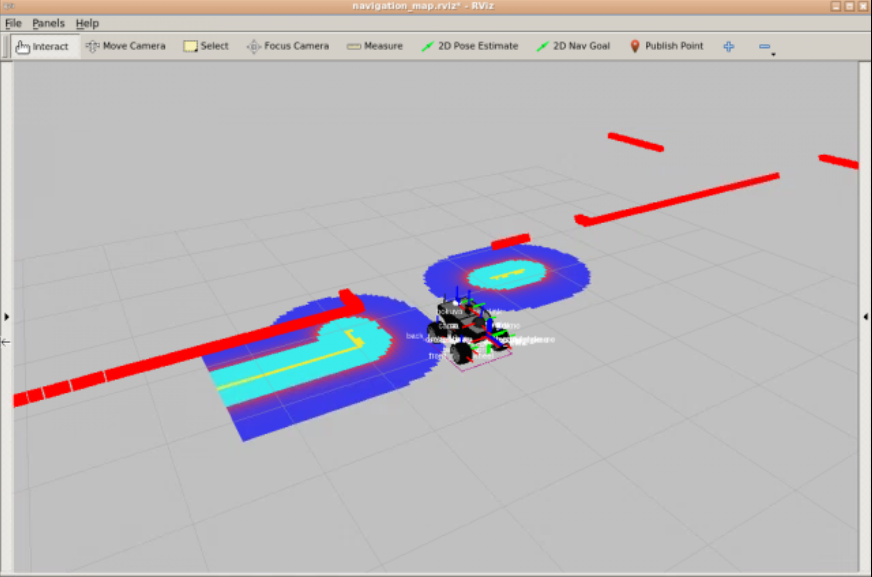 navigation_map.rviz* - RViz
File Panels Help
Interact Move Camera Select Focus Camera Measure 2D Pose Estimate 2D Nav Goal Publish Point
back